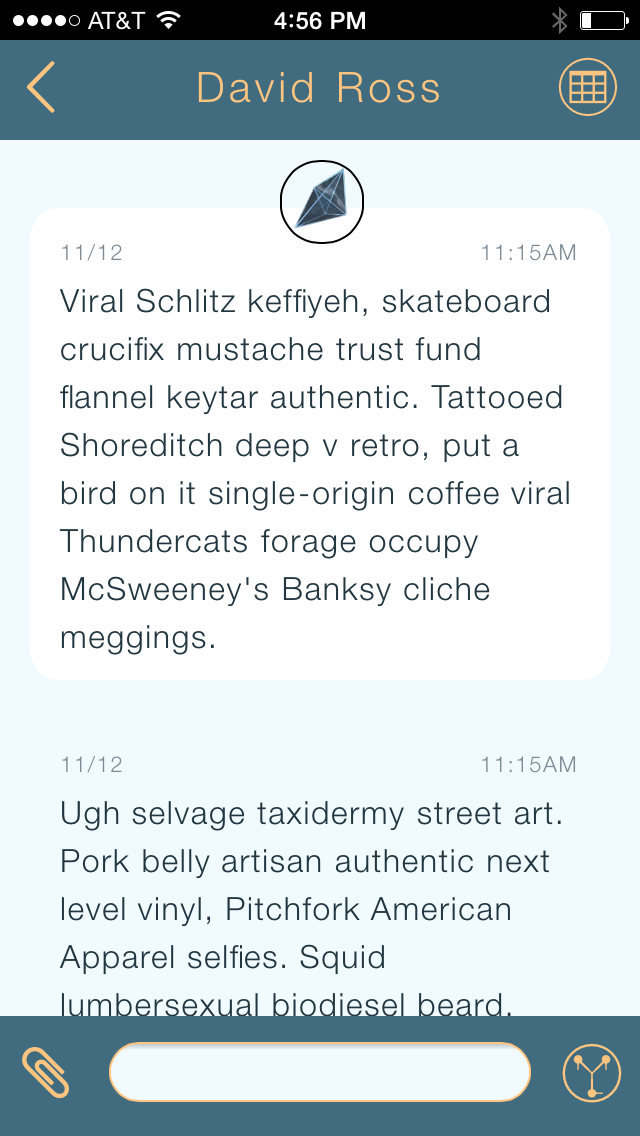 AT&T 4:56 PM
David Ross
11/12 11:15AM
Viral Schlitz keffiyeh, skateboard
crucifix mustache trust fund
flannel keytar authentic. Tattooed
Shoreditch deep v retro, put a
bird on it single-origin coffee viral
Thundercats forage occupy
McSweeney's Banksy cliche
meggings.
11/12 11:15AM
Ugh selvage taxidermy street art.
Pork belly artisan authentic next
level vinyl, Pitchfork American
Apparel selfies. Squid
lumbersexual biodiesel beard.